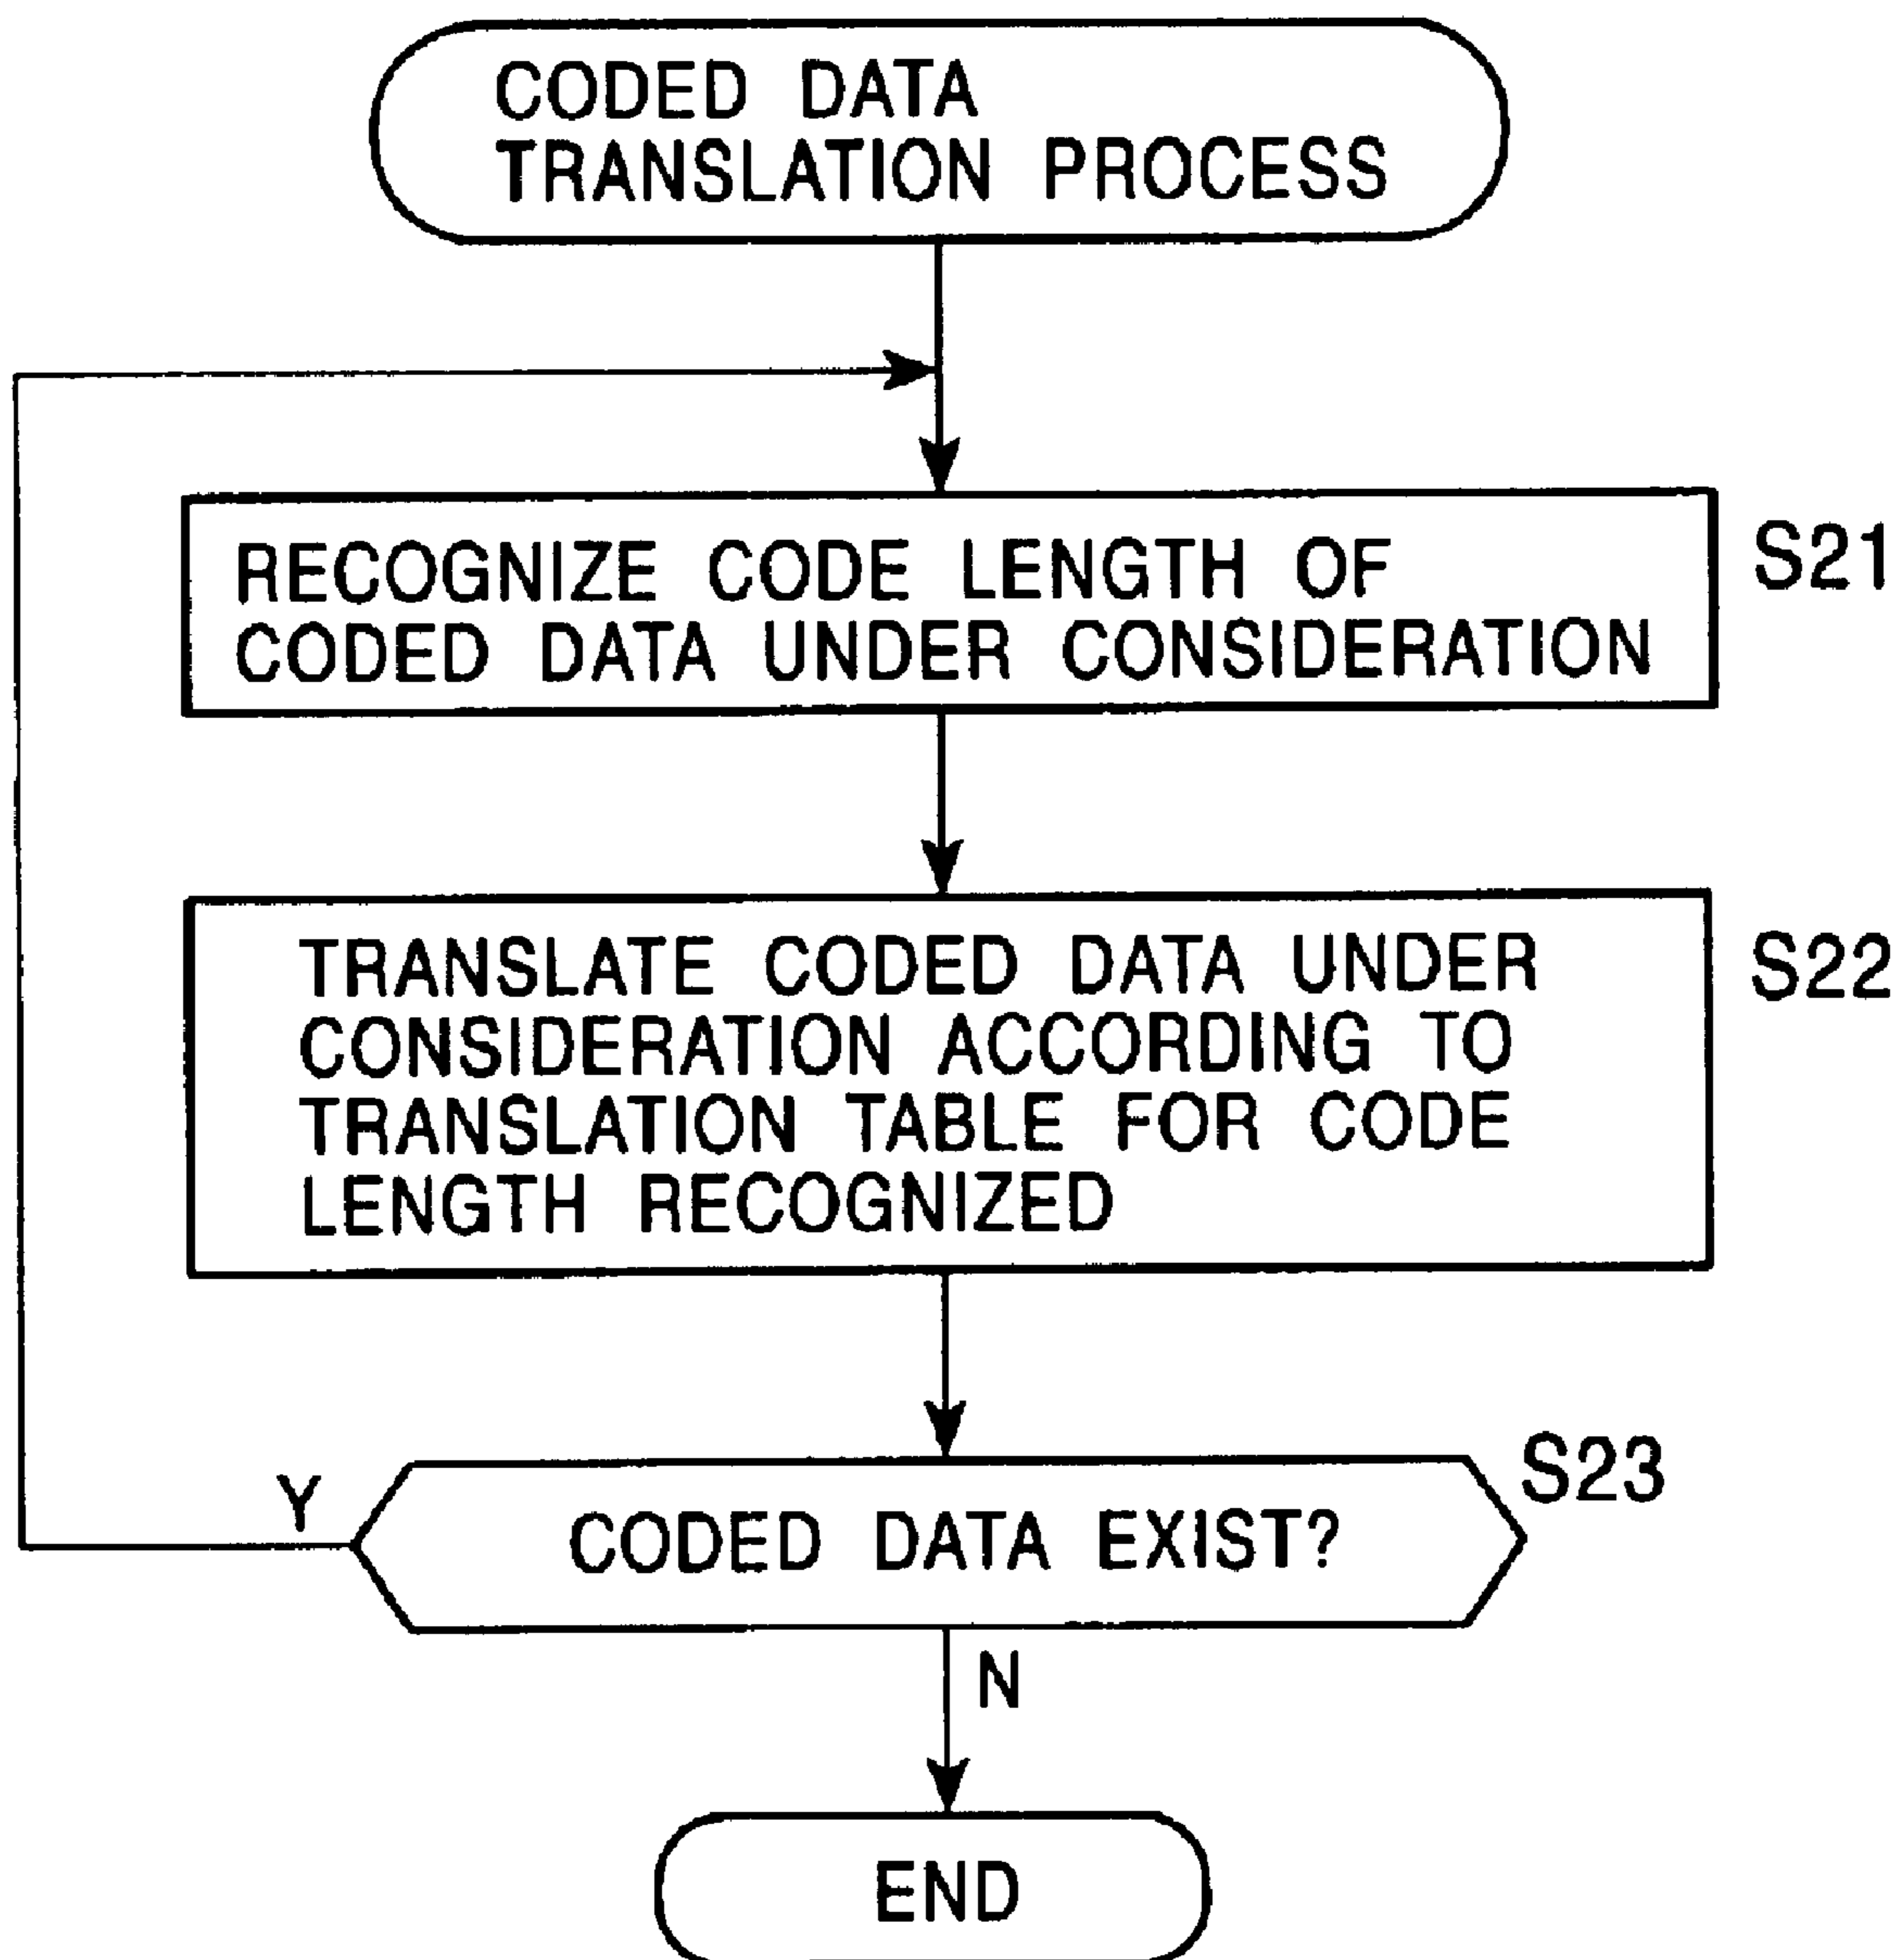 CODED DATA
TRANSLATION PROCESS
RECOGNIZE CODE LENGTH OF
CODED DATA UNDER CONSIDERATION
S21
TRANSLATE CODED DATA UNDER
CONSIDERATION ACCORDING TO
TRANSLATION TABLE FOR CODE
LENGTH RECOGNIZED
S22
S23
Y
CODED DATA EXIST?
N
END